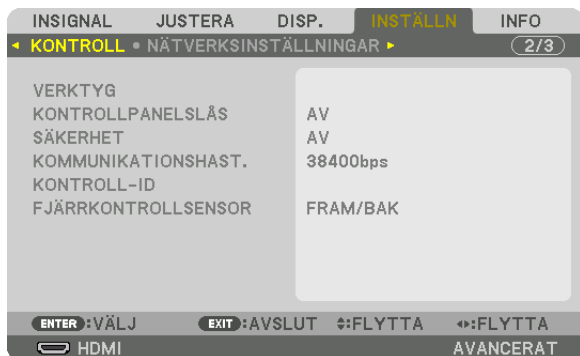 INSIGNAL JUSTERA DISP. INSTÄLLN INFO
◄ KONTROLL • NÄTVERKSINSTÄLLNINGAR ► 2/3
VERKTYG
KONTROLLPANELSLÅS AV
SÄKERHET AV
KOMMUNIKATIONSHAST. 38400bps
KONTROLL-ID
FJÄRRKONTROLLSENSOR FRAM/BAK
ENTER :VÄLJ EXIT :AVSLUT :FLYTTA :FLYTTA
HDMI AVANCERAT